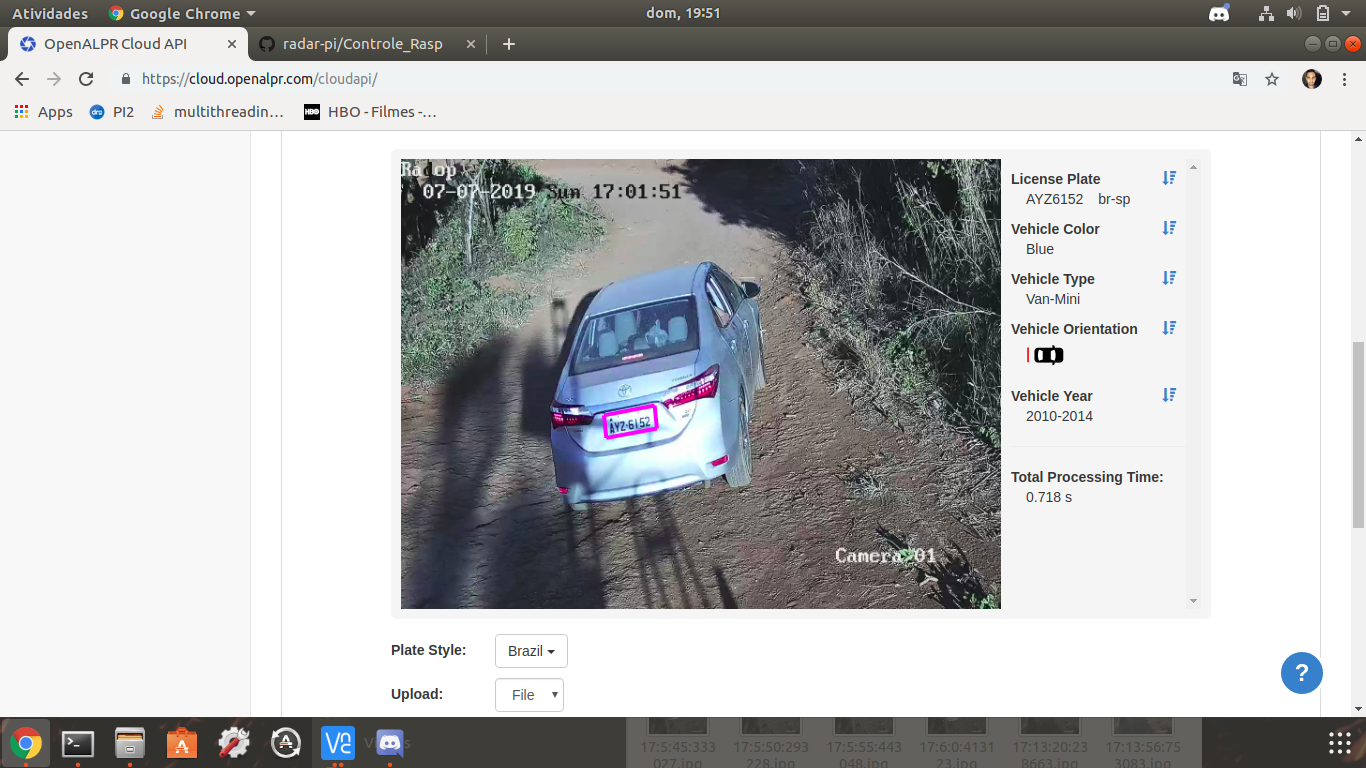 Atividades Google Chrome dom, 19:51
OpenALPR Cloud API radar-pi/Controle_Rasp
https://cloud.openalpr.com/cloudapi/
Apps PI2 multithreadin… HBO - Filmes -…
Radop
07-07-2019 Sun 17:01:51
AYZ-6152
Camera 01
License Plate
AYZ6152 br-sp
Vehicle Color
Blue
Vehicle Type
Van-Mini
Vehicle Orientation
Vehicle Year
2010-2014
Total Processing Time:
0.718 s
Plate Style: Brazil
Upload: File
?
17:5:45:333 17:5:50:293 17:5:55:443 17:6:0:4131 17:13:20:23 17:13:56:75
027.jpg 228.jpg 048.jpg 23.jpg 8663.jpg 3083.jpg